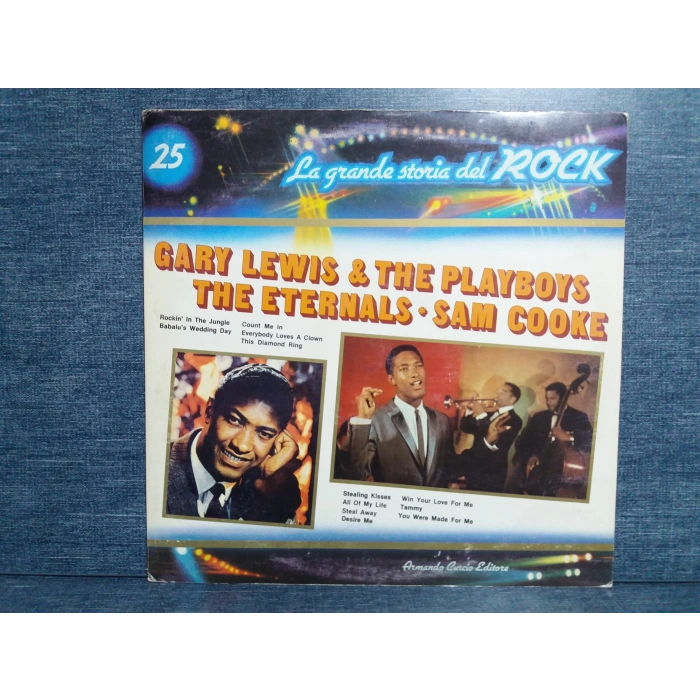 25
La grande storia del ROCK
GARY LEWIS & THE PLAYBOYS
THE ETERNALS • SAM COOKE
Rockin' In The Jungle
Babalu's Wedding Day
Count Me In
Everybody Loves A Clown
This Diamond Ring
Stealing Kisses
All Of My Life
Steal Away
Desire Me
Win Your Love For Me
Tammy
You Were Made For Me
Armando Curcio Editore